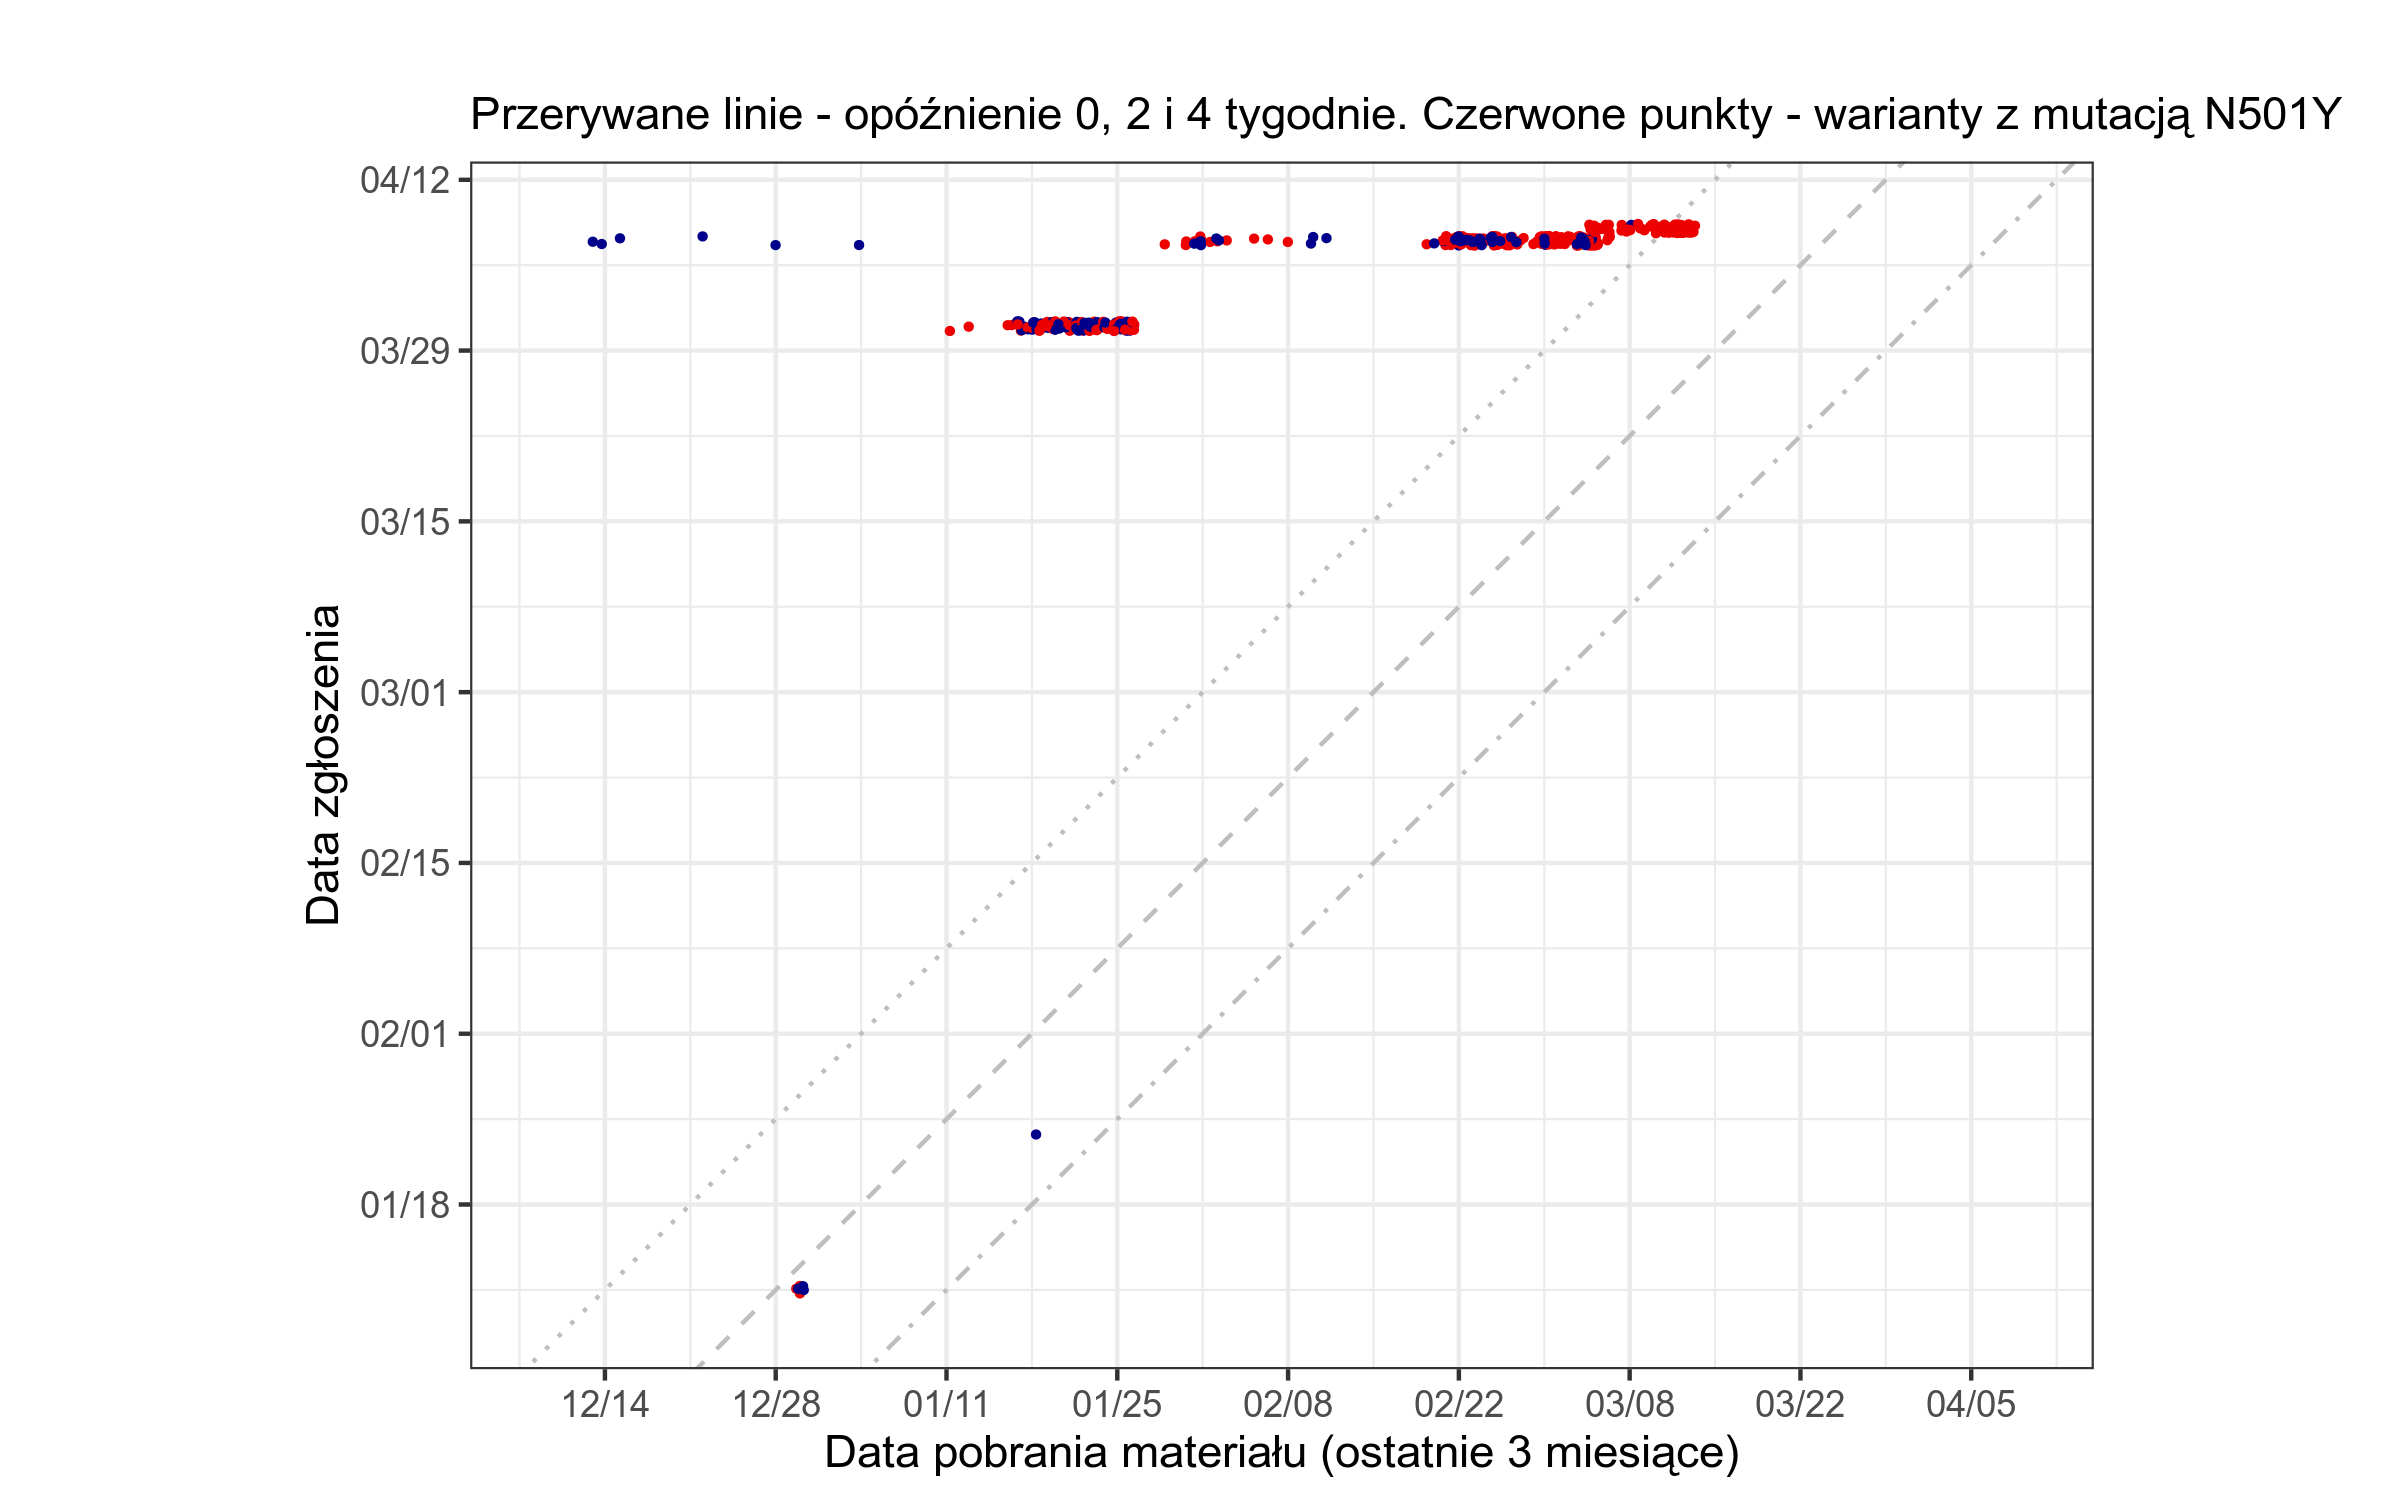 Przerywane linie - opóźnienie 0, 2 i 4 tygodnie. Czerwone punkty - warianty z mutacją N501Y
Data zgłoszenia
04/12
03/29
03/15
03/01
02/15
02/01
01/18
12/14 12/28 01/11 01/25 02/08 02/22 03/08 03/22 04/05
Data pobrania materiału (ostatnie 3 miesiące)